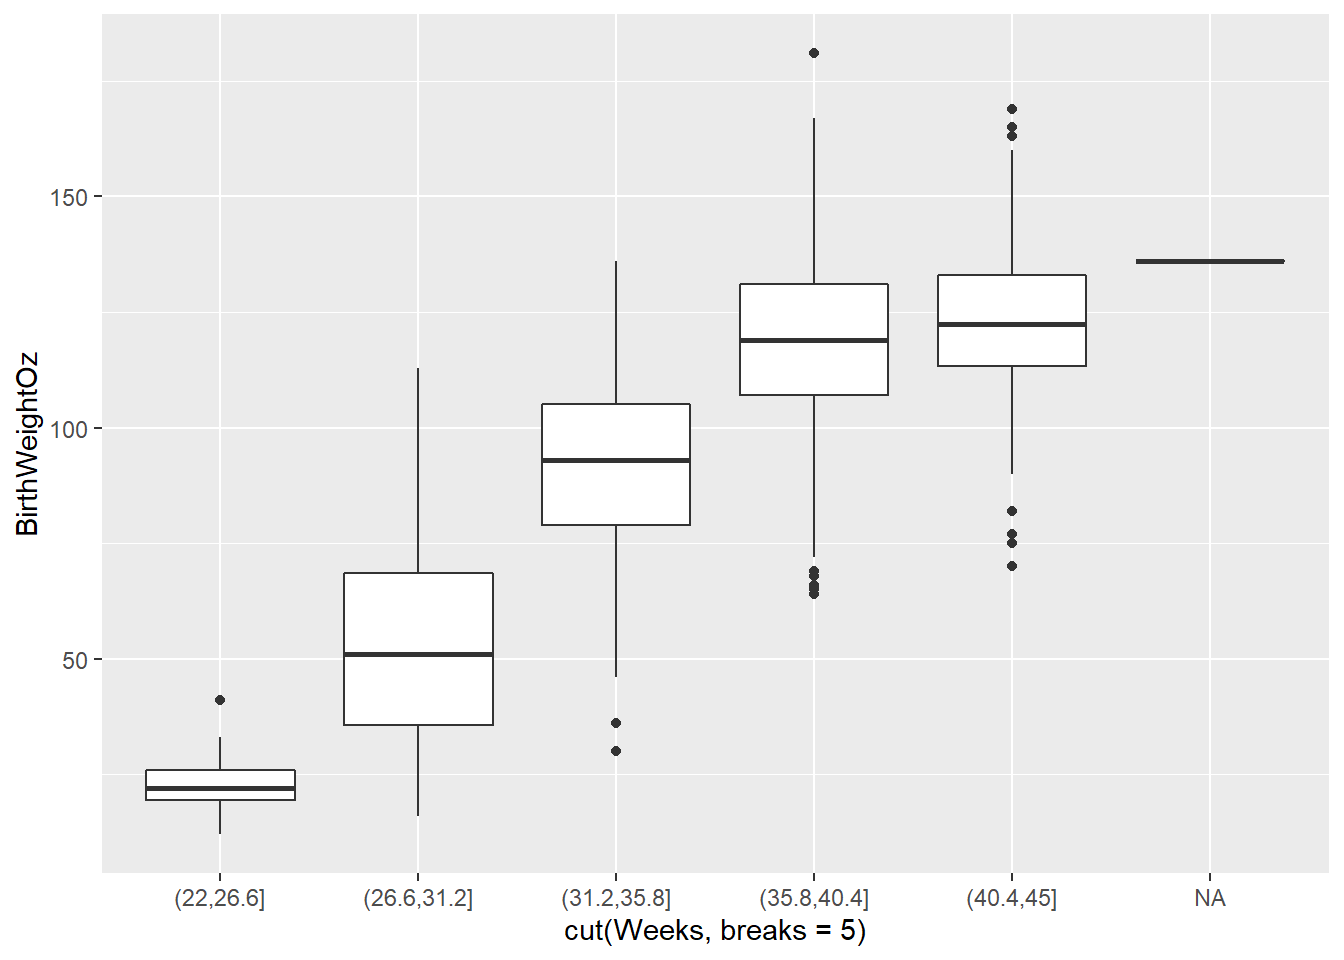 BirthWeightOz
150
100
50
(22,26.6] (26.6,31.2] (31.2,35.8] (35.8,40.4] (40.4,45] NA
cut(Weeks, breaks = 5)